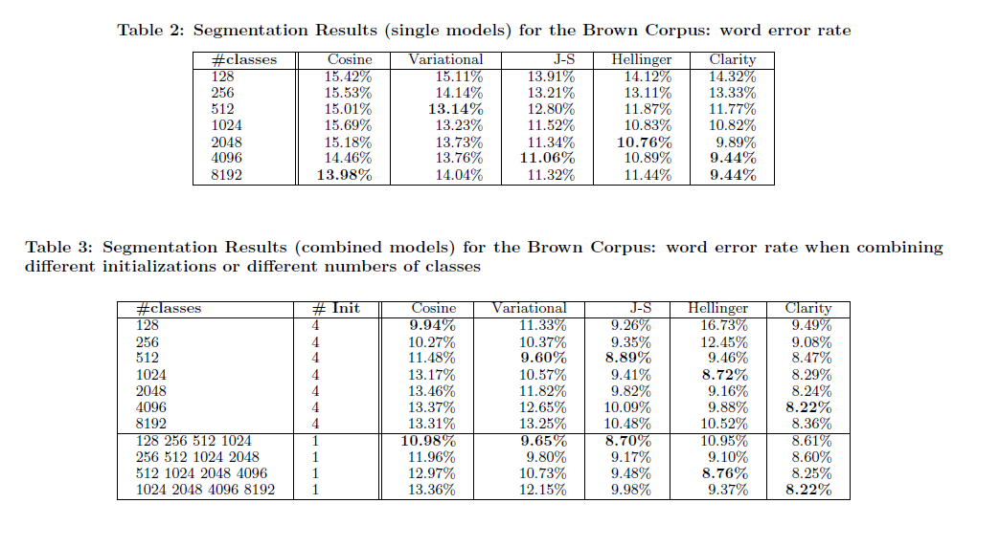 Table 2: Segmentation Results (single models) for the Brown Corpus: word error rate
#classes Cosine Variational J-S Hellinger Clarity
128 15.42% 15.11% 13.91% 14.12% 14.32%
256 15.53% 14.14% 13.21% 13.11% 13.33%
512 15.01% 13.14% 12.80% 11.87% 11.77%
1024 15.69% 13.23% 11.52% 10.83% 10.82%
2048 15.18% 13.73% 11.34% 10.76% 9.89%
4096 14.46% 13.76% 11.06% 10.89% 9.44%
8192 13.98% 14.04% 11.32% 11.44% 9.44%
Table 3: Segmentation Results (combined models) for the Brown Corpus: word error rate when combining
different initializations or different numbers of classes
#classes # Init Cosine Variational J-S Hellinger Clarity
128 4 9.94% 11.33% 9.26% 16.73% 9.49%
256 4 10.27% 10.37% 9.35% 12.45% 9.08%
512 4 11.48% 9.60% 8.89% 9.46% 8.47%
1024 4 13.17% 10.57% 9.41% 8.72% 8.29%
2048 4 13.46% 11.82% 9.82% 9.16% 8.24%
4096 4 13.37% 12.65% 10.09% 9.88% 8.22%
8192 4 13.31% 13.25% 10.48% 10.52% 8.36%
128 256 512 1024 1 10.98% 9.65% 8.70% 10.95% 8.61%
256 512 1024 2048 1 11.96% 9.80% 9.17% 9.10% 8.60%
512 1024 2048 4096 1 12.97% 10.73% 9.48% 8.76% 8.25%
1024 2048 4096 8192 1 13.36% 12.15% 9.98% 9.37% 8.22%